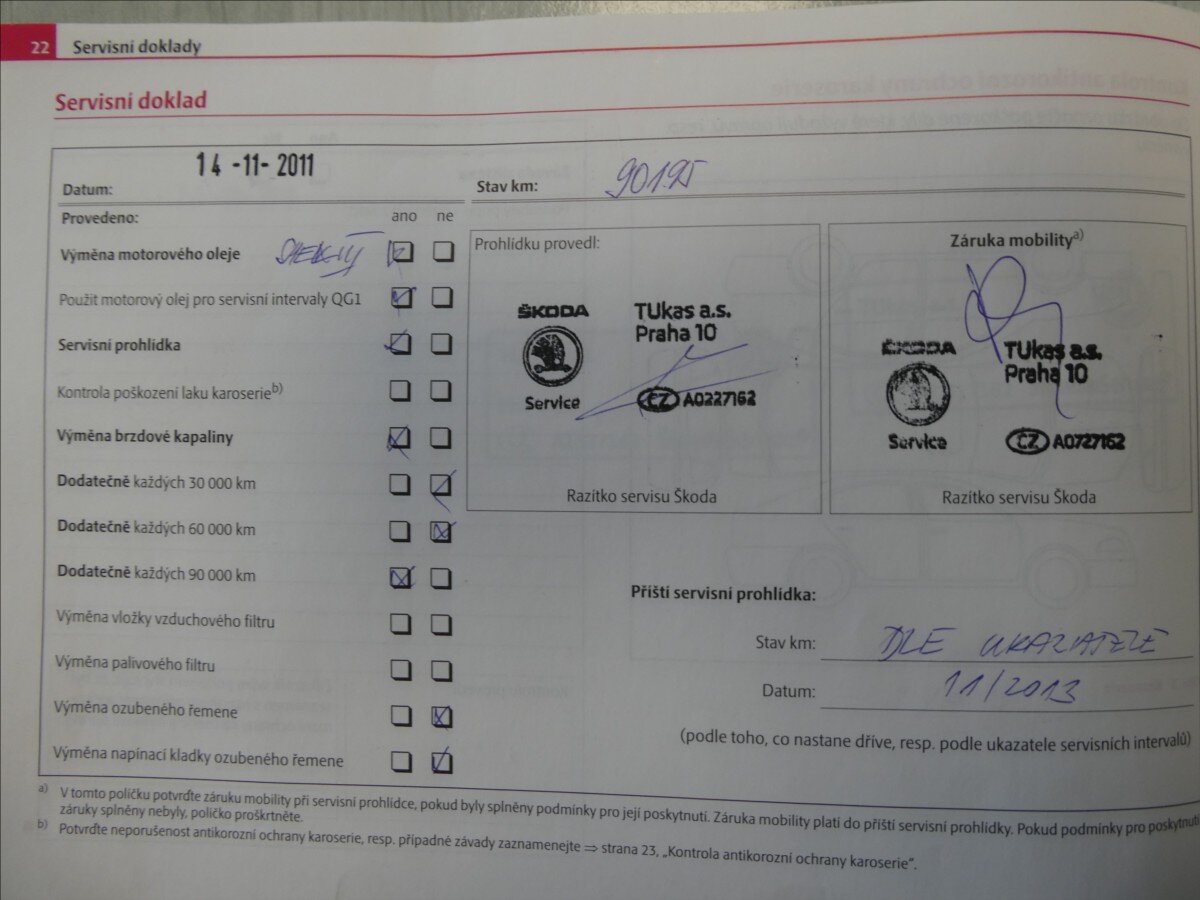 22 Servisní doklady
Servisní doklad
14 -11- 2011
Datum:
Stav km: 90195
Provedeno: ano ne
Výměna motorového oleje
Použit motorový olej pro servisní intervaly QG1
Servisní prohlídka
Kontrola poškození laku karoserie b)
Výměna brzdové kapaliny
Dodatečně každých 30 000 km
Dodatečně každých 60 000 km
Dodatečně každých 90 000 km
Výměna vložky vzduchového filtru
Výměna palivového filtru
Výměna ozubeného řemene
Výměna napínací kladky ozubeného řemene
Prohlídku provedl:
ŠKODA
Service
TUkas a.s.
Praha 10
CZ A0227162
Razítko servisu Škoda
Záruka mobility a)
ŠKODA
Service
TUkas a.s.
Praha 10
CZ A0727162
Razítko servisu Škoda
Příští servisní prohlídka:
Stav km: DLE UKAZATELE
Datum: 11/2013
(podle toho, co nastane dříve, resp. podle ukazatele servisních intervalů)
a) V tomto políčku potvrďte záruku mobility při servisní prohlídce, pokud byly splněny podmínky pro její poskytnutí. Záruka mobility platí do příští servisní prohlídky. Pokud podmínky pro poskytnutí
záruky splněny nebyly, políčko proškrtněte.
b) Potvrďte neporušenost antikorozní ochrany karoserie, resp. případné závady zaznamenejte ⇒ strana 23, „Kontrola antikorozní ochrany karoserie“.